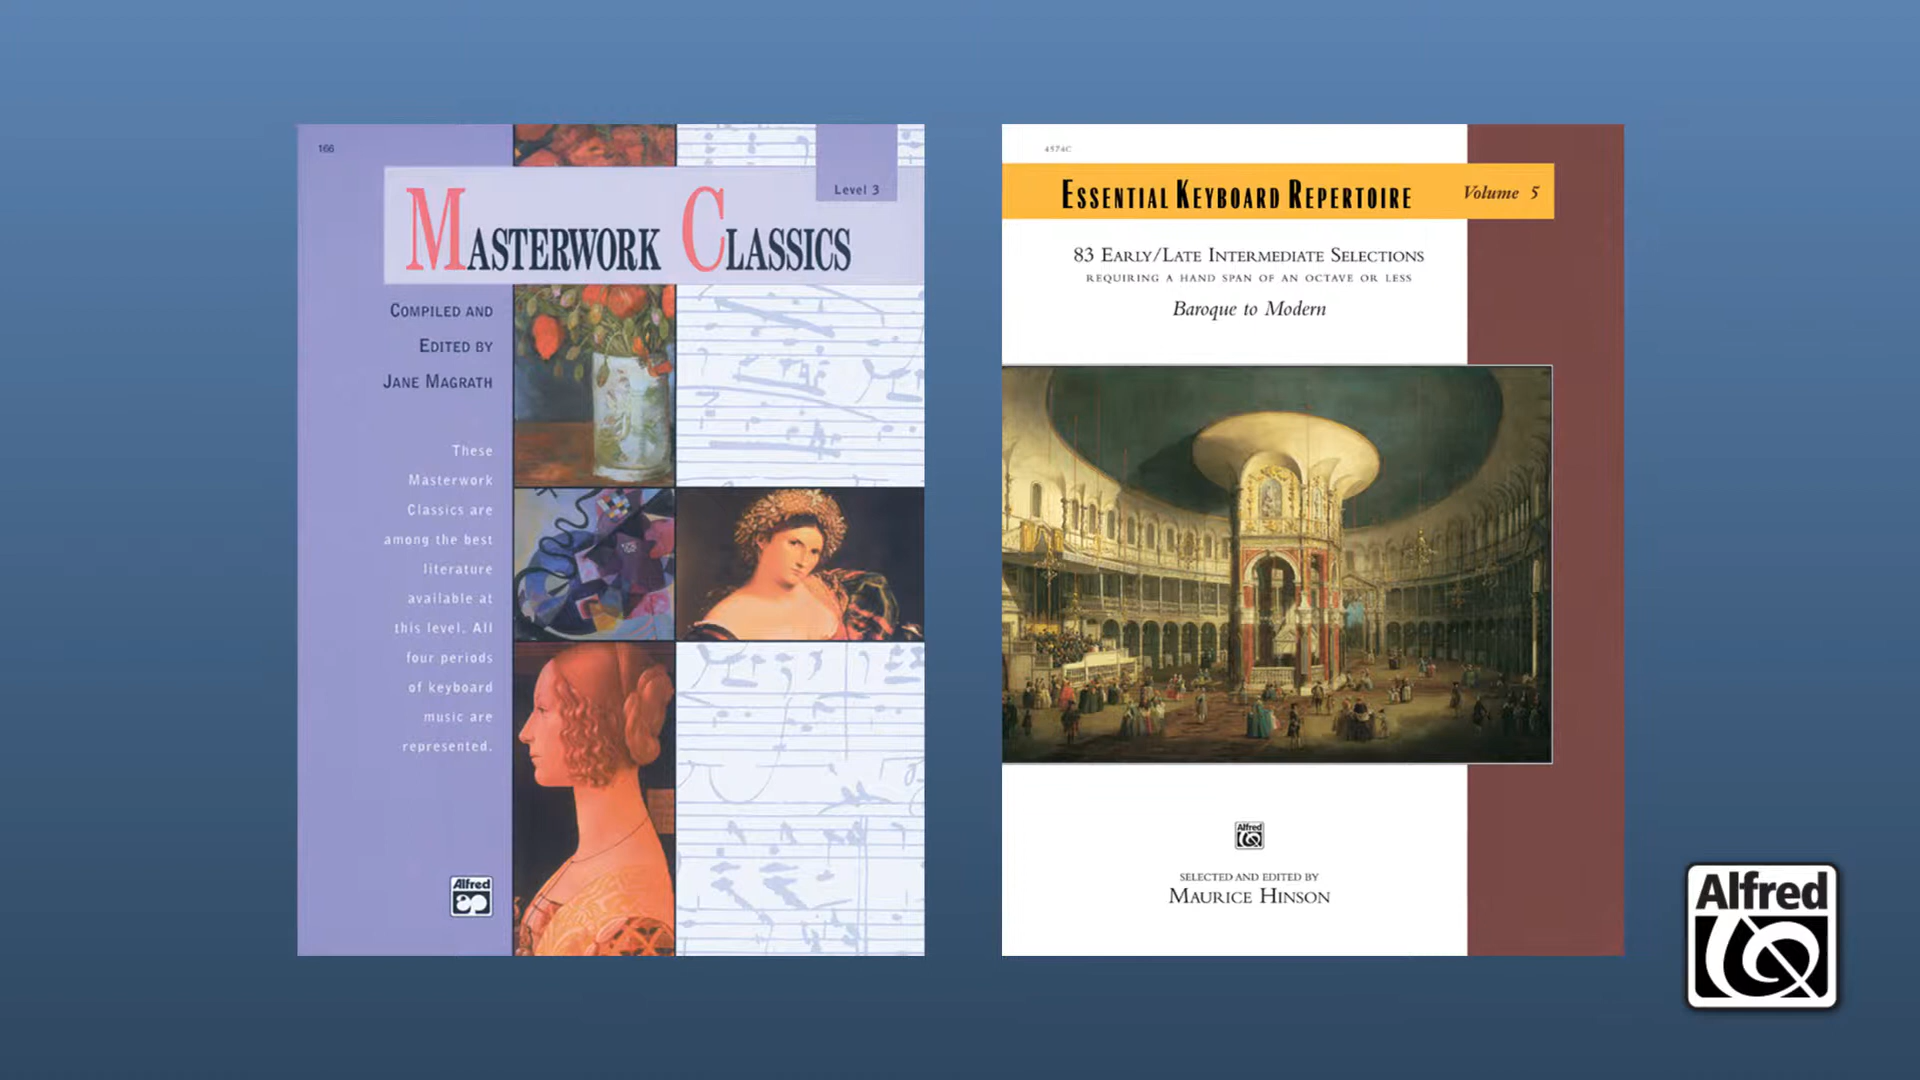 166
Level 3
MASTERWORK CLASSICS
COMPILED AND
EDITED BY
JANE MAGRATH
These
Masterwork
Classics are
among the best
literature
available at
this level. All
four periods
of keyboard
music are
represented.
Alfred
4574C
ESSENTIAL KEYBOARD REPERTOIRE
Volume 5
83 EARLY/LATE INTERMEDIATE SELECTIONS
REQUIRING A HAND SPAN OF AN OCTAVE OR LESS
Baroque to Modern
Alfred
SELECTED AND EDITED BY
MAURICE HINSON
Alfred